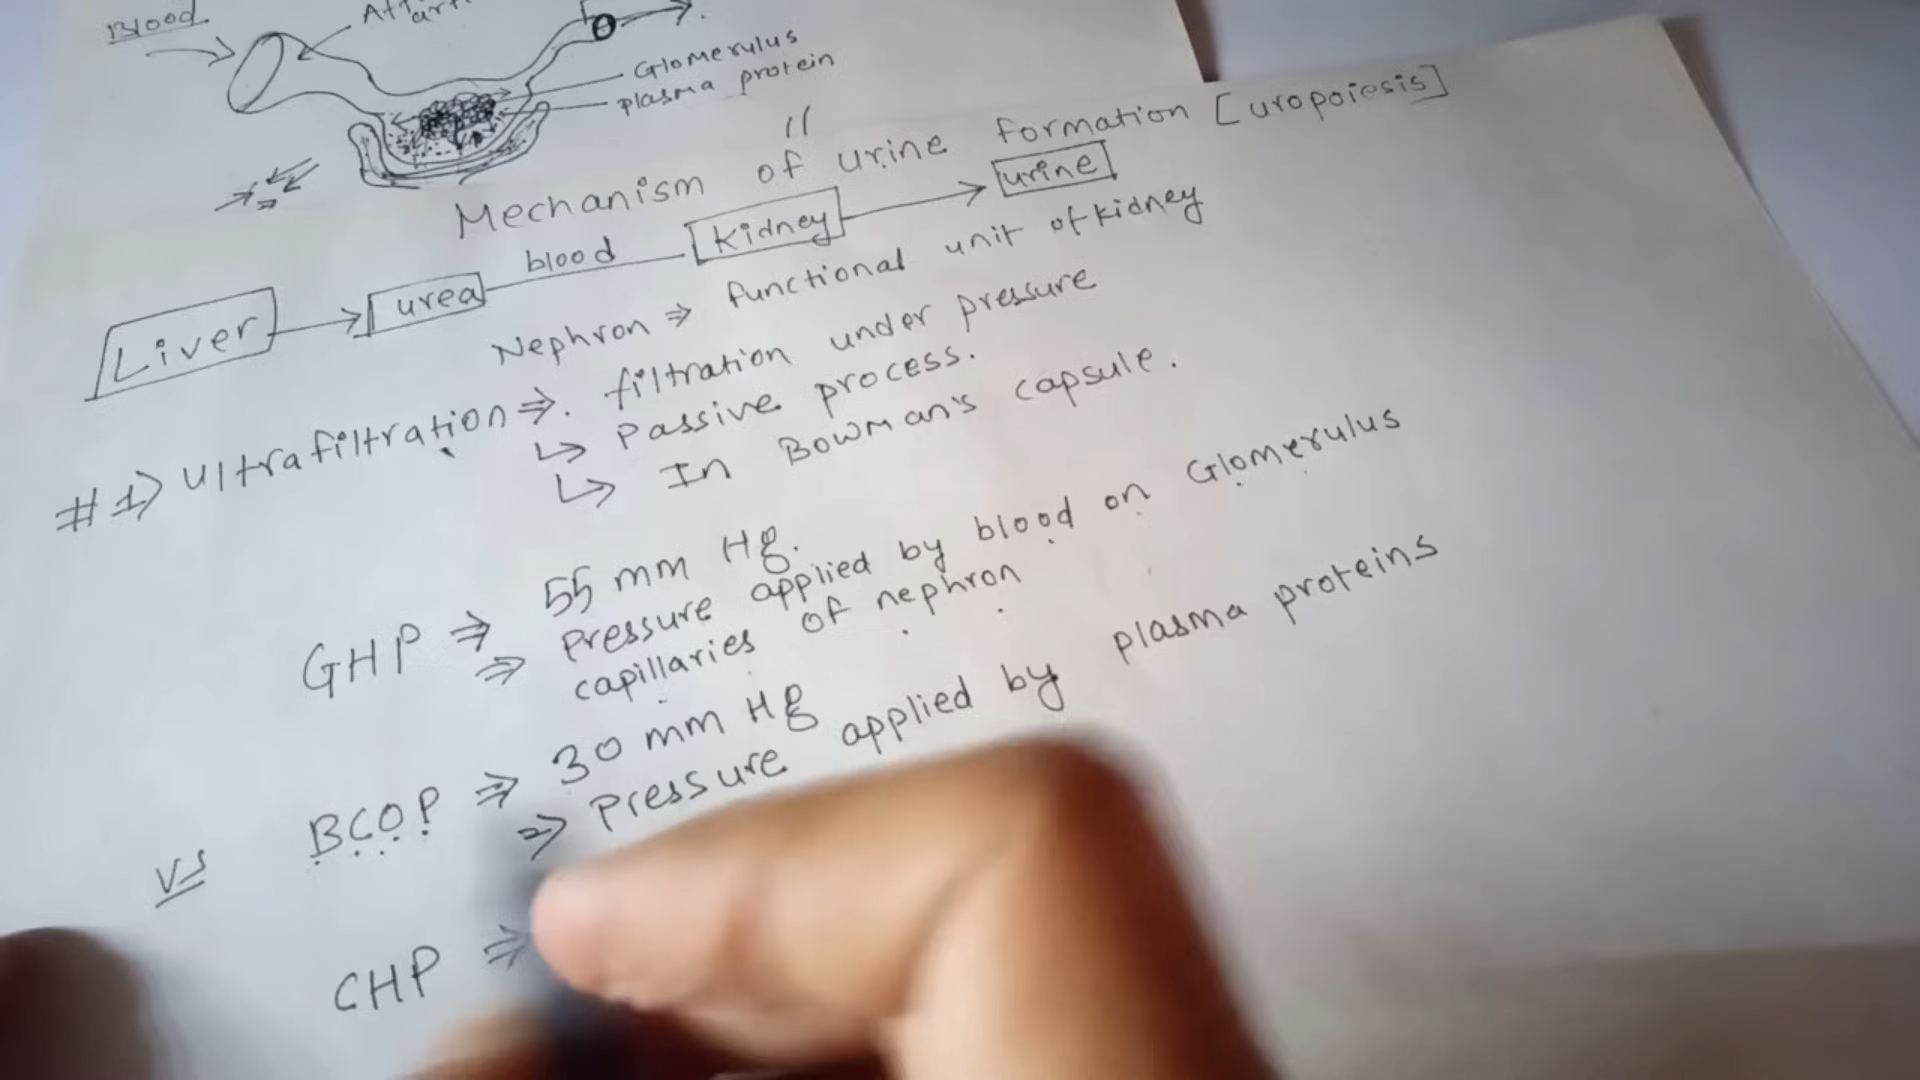 Blood
Glomerulus
plasma protein
Mechanism of urine formation [uropoiesis]
Liver → urea blood Kidney → urine
Nephron ⇒ functional unit of kidney
#1) Ultrafiltration ⇒. filtration under pressure
↳ Passive process.
↳ In Bowman's capsule.
GHP ⇒ 55 mm Hg.
⇒ Pressure applied by blood on Glomerulus
capillaries of nephron
BCOP ⇒ 30 mm Hg
⇒ Pressure applied by plasma proteins
VS
CHP ⇒